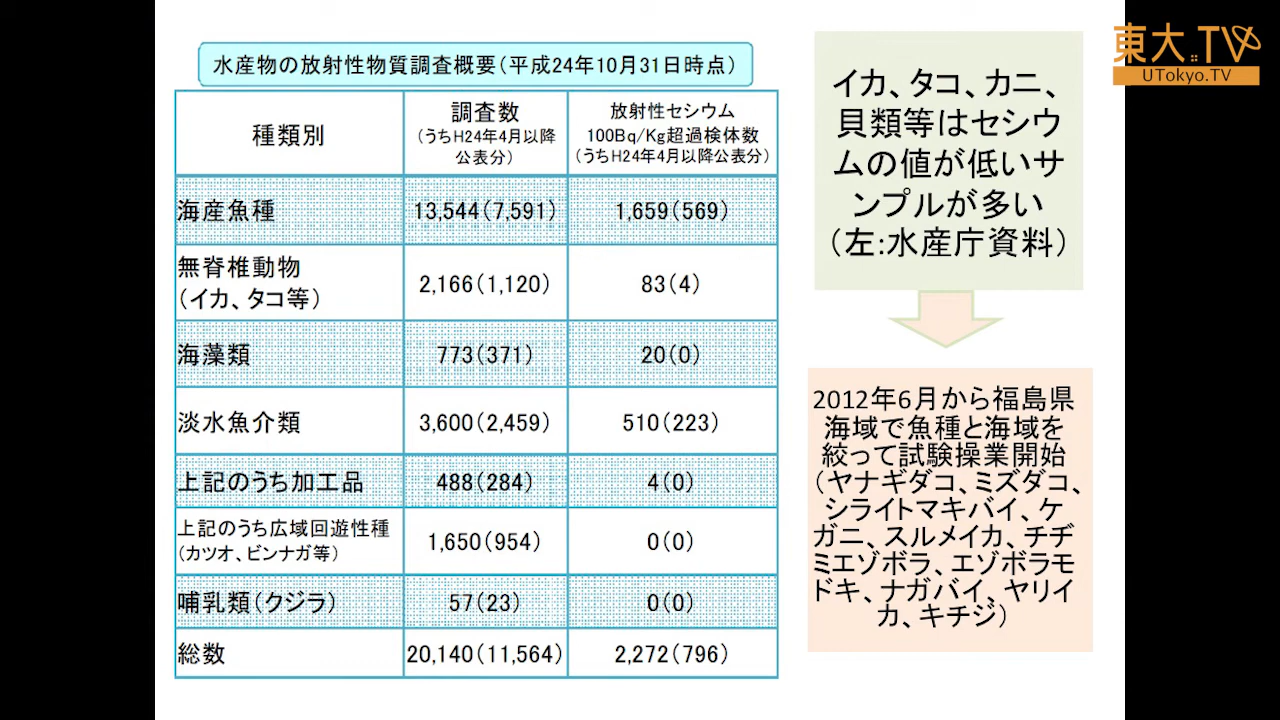 水産物の放射性物質調査概要（平成24年10月31日時点）
種類別
調査数
（うちH24年4月以降
公表分）
放射性セシウム
100Bq/Kg超過検体数
（うちH24年4月以降公表分）
海産魚種
13,544（7,591）
1,659（569）
無脊椎動物
（イカ、タコ等）
2,166（1,120）
83（4）
海藻類
773（371）
20（0）
淡水魚介類
3,600（2,459）
510（223）
上記のうち加工品
488（284）
4（0）
上記のうち広域回遊性種
（カツオ、ビンナガ等）
1,650（954）
0（0）
哺乳類（クジラ）
57（23）
0（0）
総数
20,140（11,564）
2,272（796）
イカ、タコ、カニ、
貝類等はセシウ
ムの値が低いサ
ンプルが多い
（左:水産庁資料）
2012年6月から福島県
海域で魚種と海域を
絞って試験操業開始
（ヤナギダコ、ミズダコ、
シライトマキバイ、ケ
ガニ、スルメイカ、チヂ
ミエゾボラ、エゾボラモ
ドキ、ナガバイ、ヤリイ
カ、キチジ）
東大.TV
UTokyo.TV